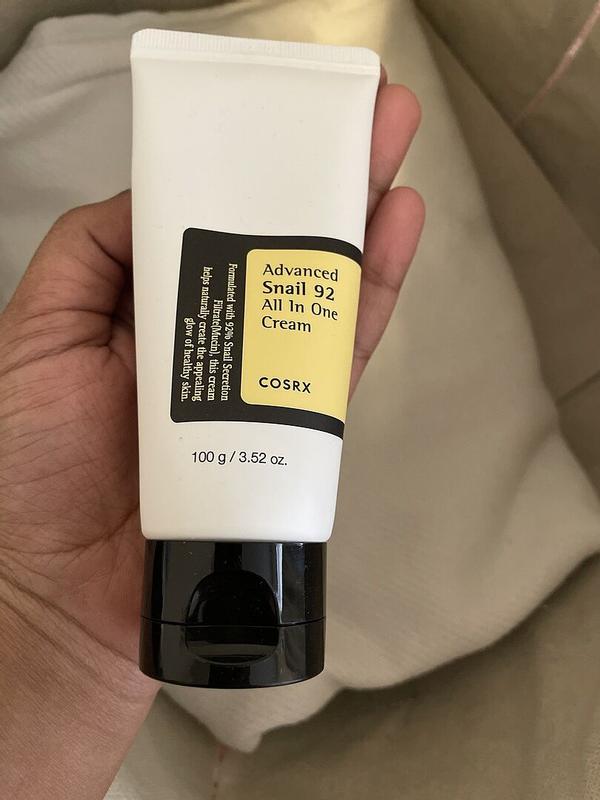 Advanced
Snail 92
All In One
Cream
COSRX
Formulated with 92% Snail Secretion
Filtrate(Mucin), this cream
helps naturally create the appealing
glow of healthy skin.
100 g / 3.52 oz.